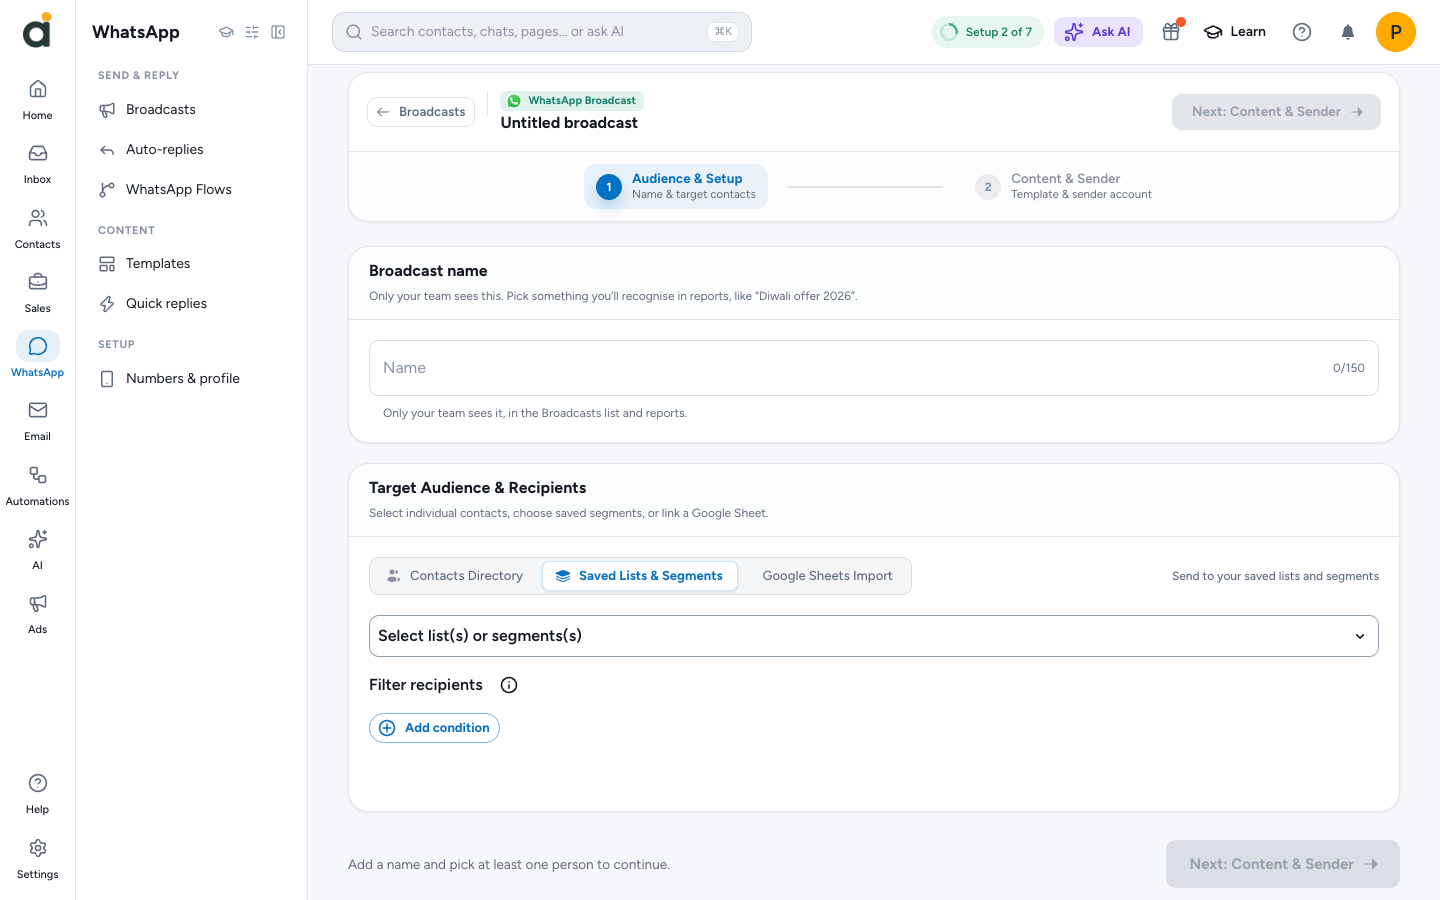 WhatsApp
Search contacts, chats, pages... or ask AI
⌘K
Setup 2 of 7
Ask AI
Learn
P
Home
Inbox
Contacts
Sales
WhatsApp
Email
Automations
AI
Ads
Help
Settings
SEND & REPLY
Broadcasts
Auto-replies
WhatsApp Flows
CONTENT
Templates
Quick replies
SETUP
Numbers & profile
Broadcasts
WhatsApp Broadcast
Untitled broadcast
Next: Content & Sender
1
Audience & Setup
Name & target contacts
2
Content & Sender
Template & sender account
Broadcast name
Only your team sees this. Pick something you’ll recognise in reports, like “Diwali offer 2026”.
Name
0/150
Only your team sees it, in the Broadcasts list and reports.
Target Audience & Recipients
Select individual contacts, choose saved segments, or link a Google Sheet.
Contacts Directory
Saved Lists & Segments
Google Sheets Import
Send to your saved lists and segments
Select list(s) or segments(s)
Filter recipients
Add condition
Add a name and pick at least one person to continue.
Next: Content & Sender